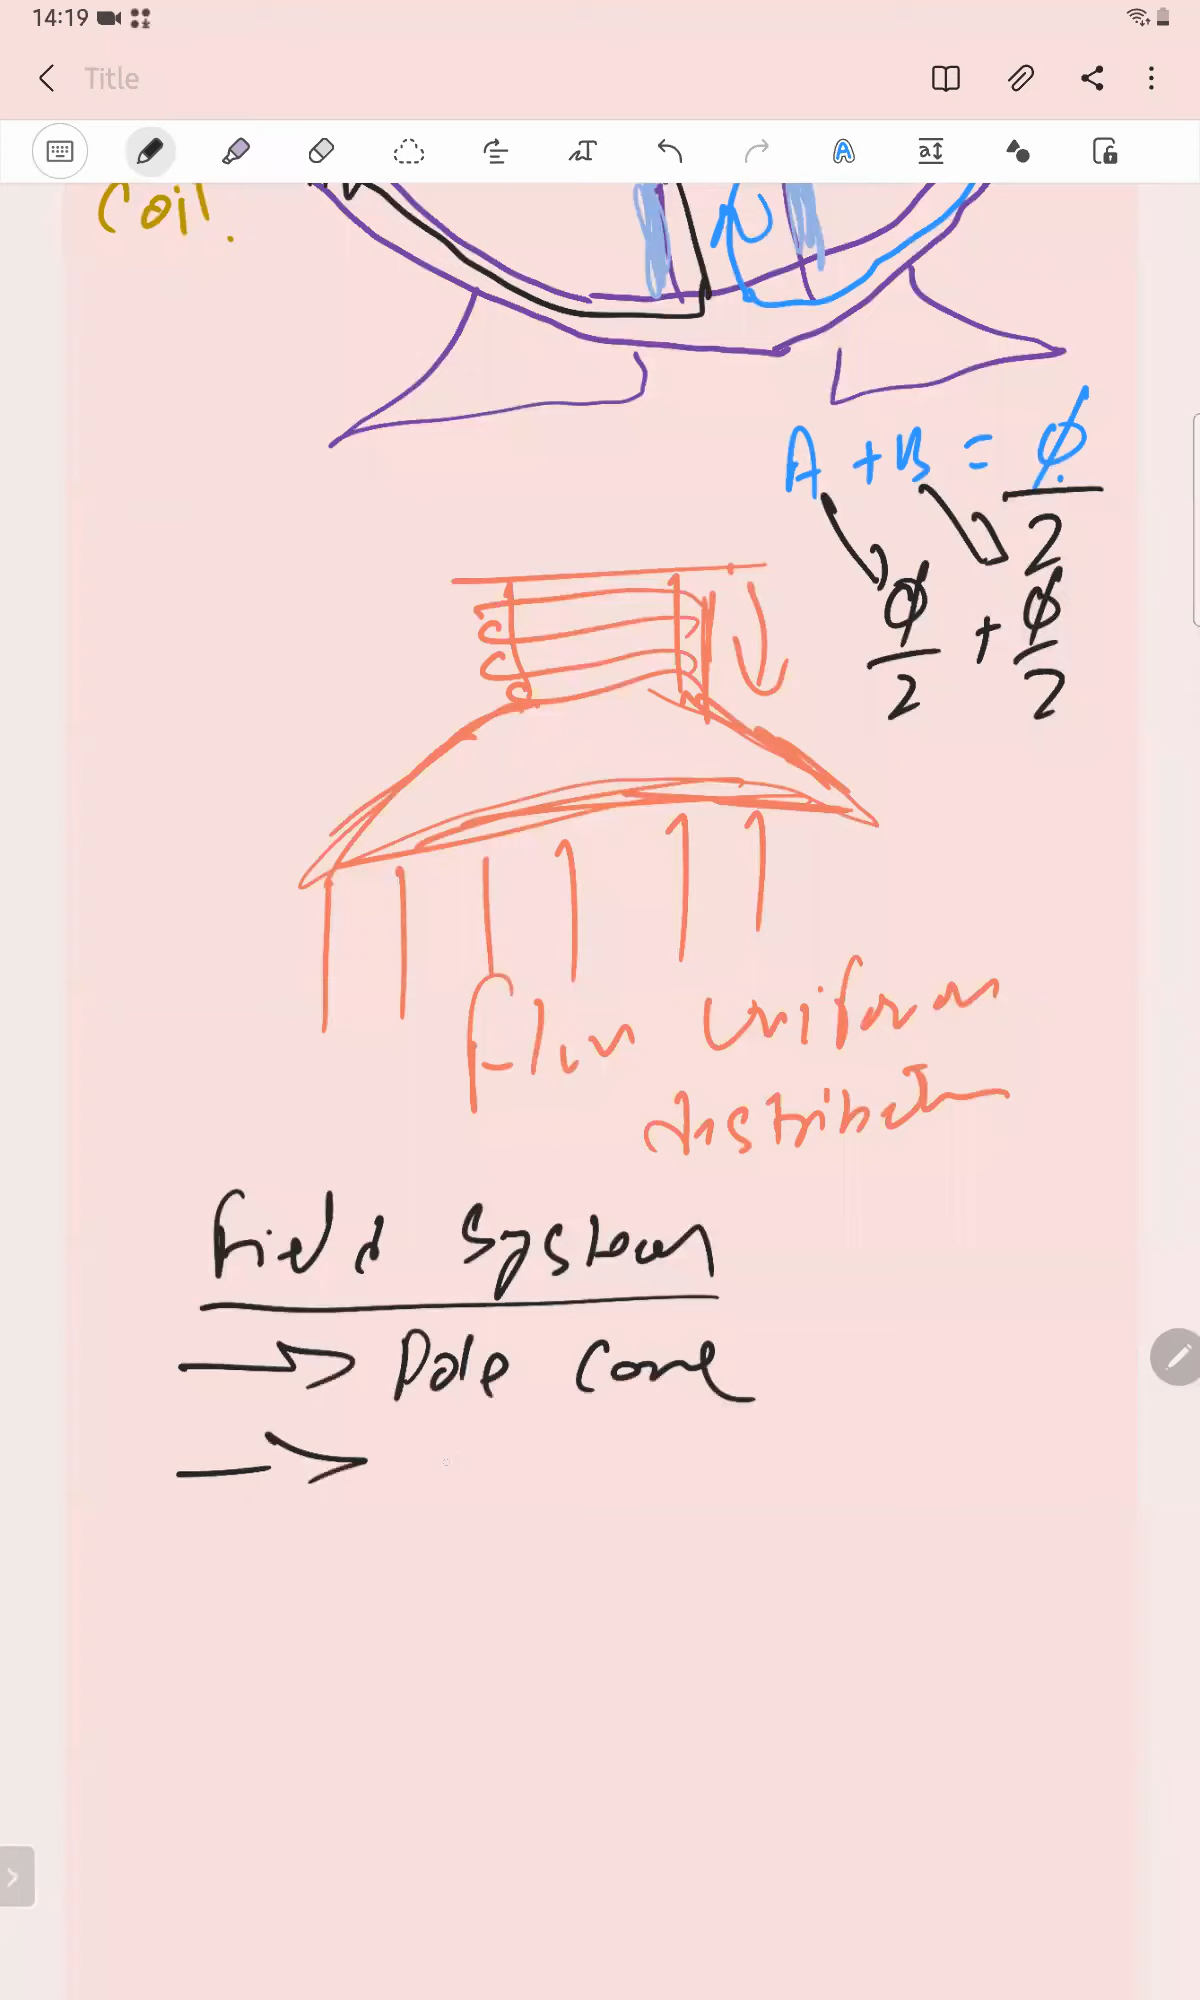 14:19
Title
Coil.
A + B = ϕ/2
ϕ/2 + ϕ/2
Flux Uniform
distribution
Field System
→ Pole Core
→